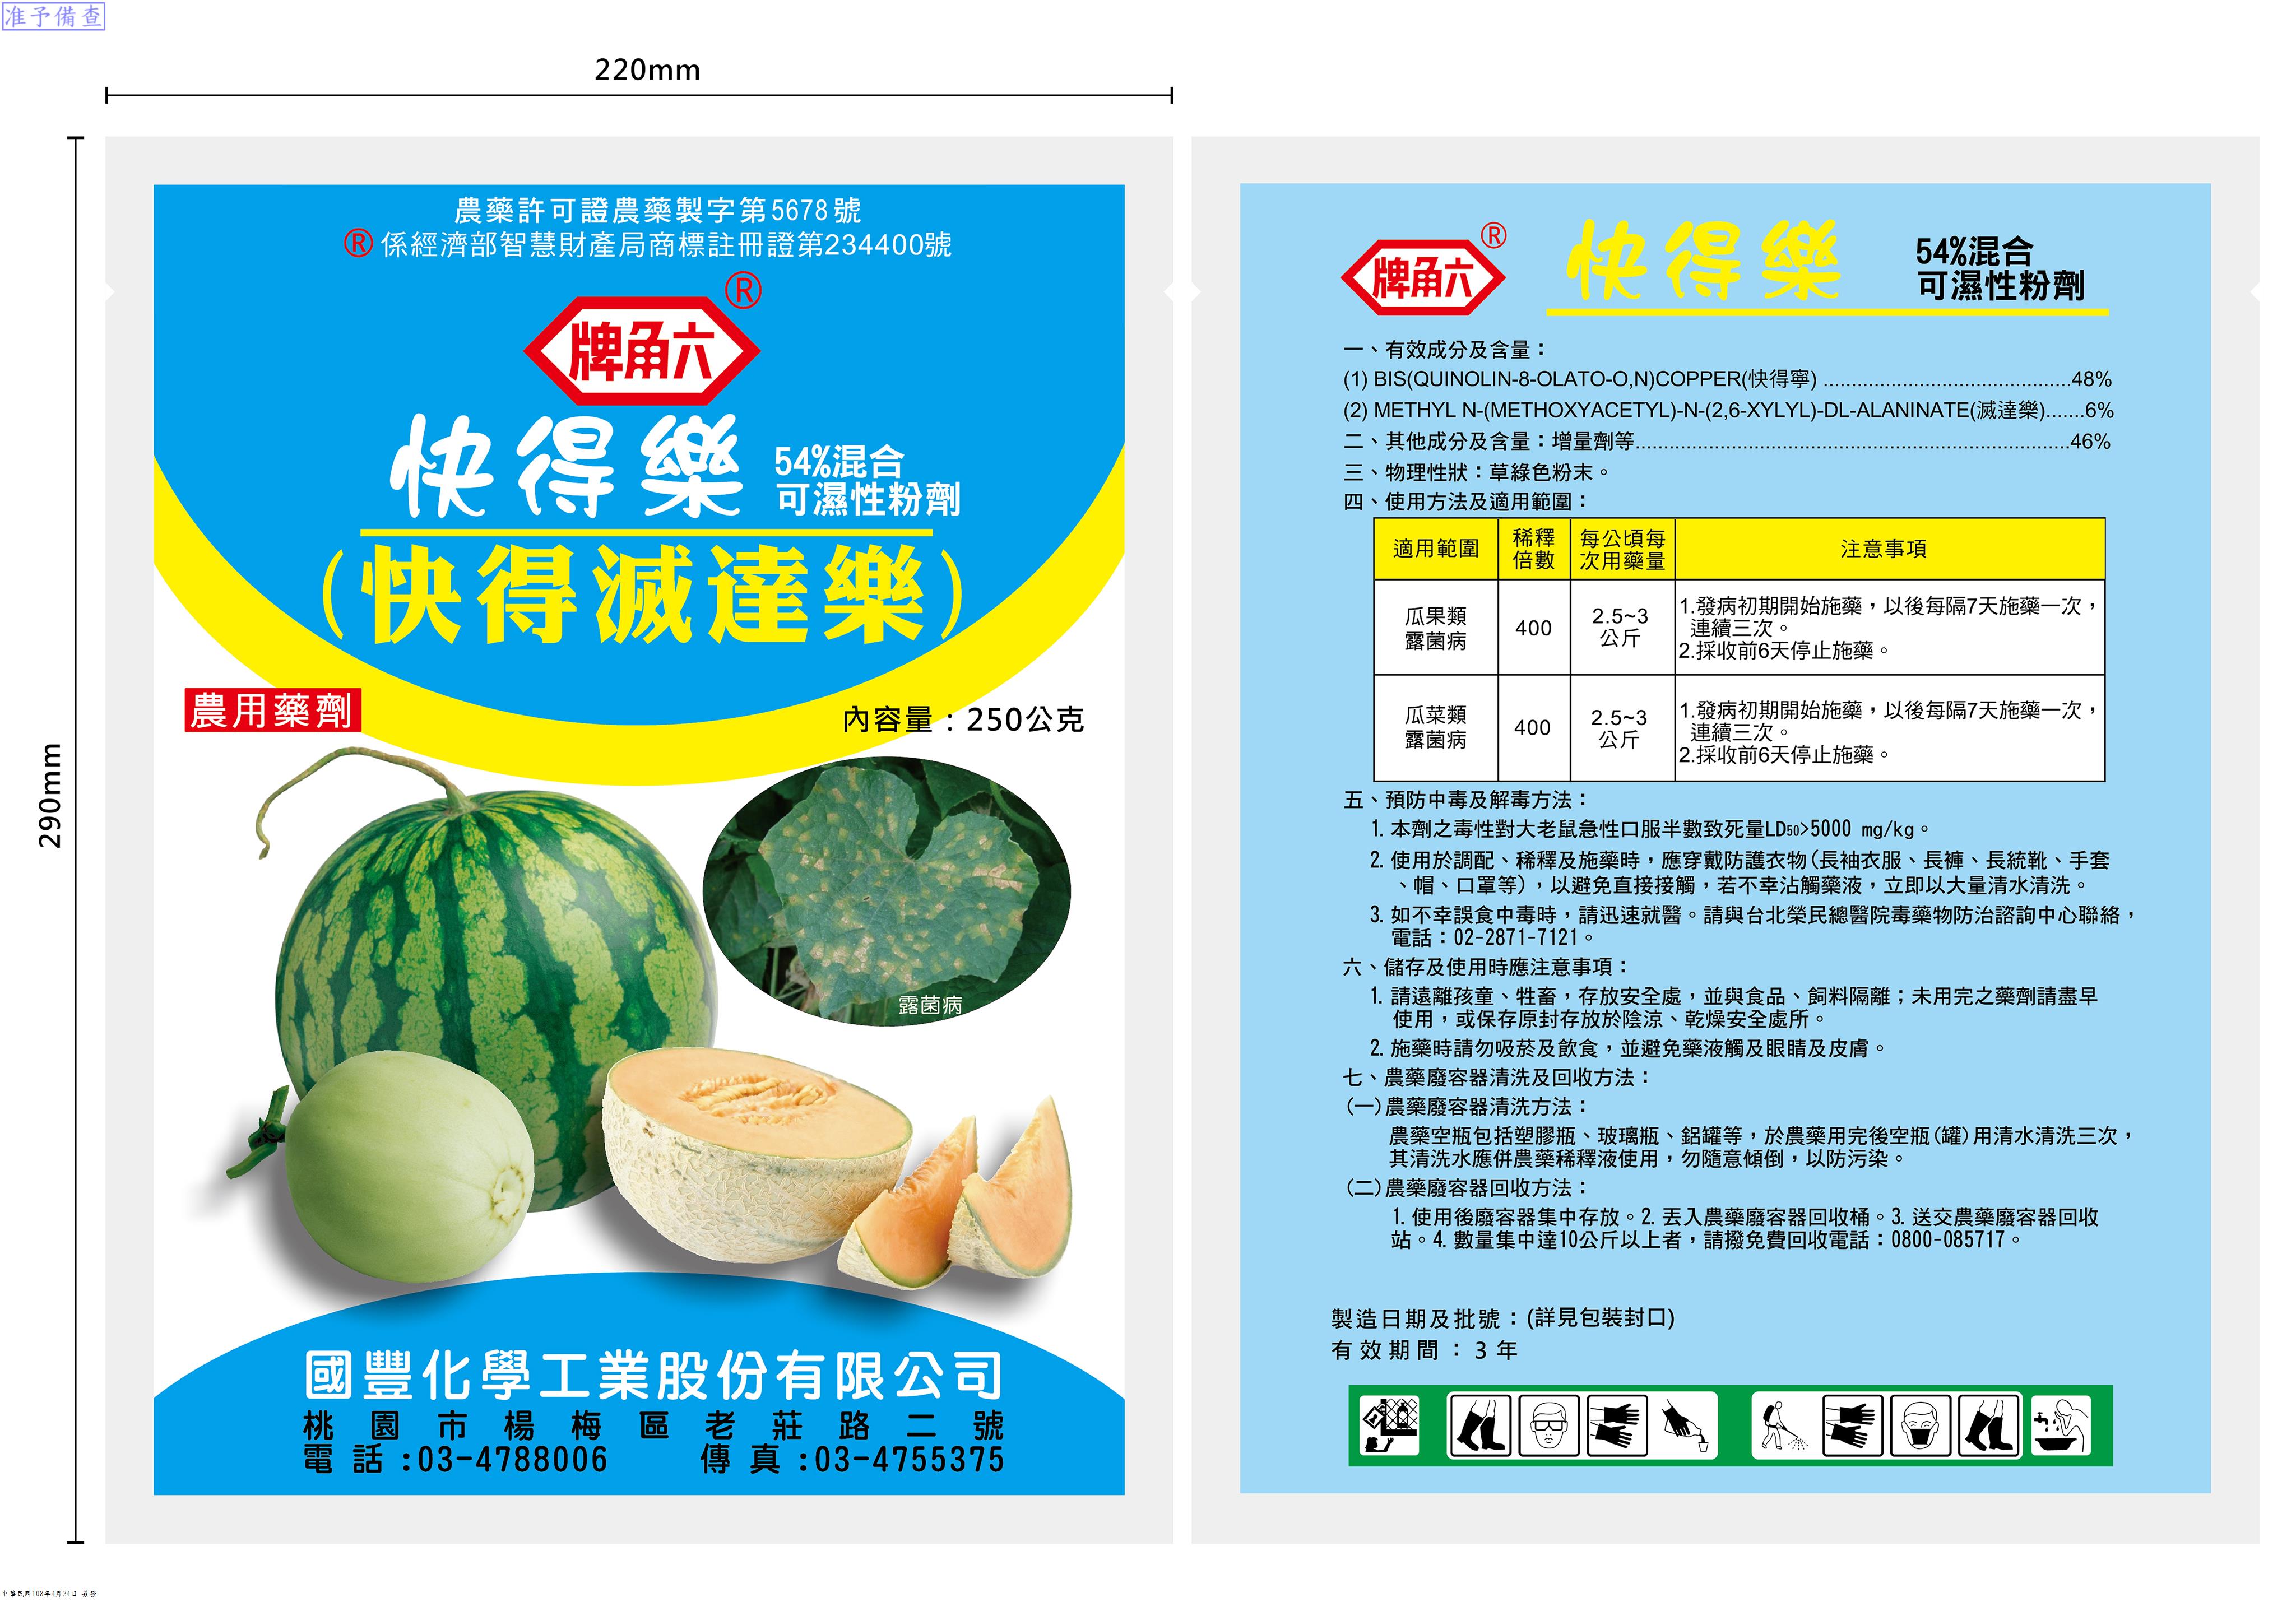 准予備查
220mm
290mm
農藥許可證農藥製字第5678號
®係經濟部智慧財產局商標註冊證第234400號
®
牌角六
快得樂
54%混合
可濕性粉劑
(快得滅達樂)
農用藥劑
內容量：250公克
露菌病
國豐化學工業股份有限公司
桃園市楊梅區老莊路二號
電話:03-4788006 傳真:03-4755375
®
牌角六
快得樂
54%混合
可濕性粉劑
一、有效成分及含量：
(1) BIS(QUINOLIN-8-OLATO-O,N)COPPER(快得寧) ...........................................48%
(2) METHYL N-(METHOXYACETYL)-N-(2,6-XYLYL)-DL-ALANINATE(滅達樂).......6%
二、其他成分及含量：增量劑等...........................................................................46%
三、物理性狀：草綠色粉末。
四、使用方法及適用範圍：
適用範圍 稀釋倍數 每公頃每次用藥量 注意事項
瓜果類露菌病 400 2.5~3公斤 1.發病初期開始施藥，以後每隔7天施藥一次，
連續三次。
2.採收前6天停止施藥。
瓜菜類露菌病 400 2.5~3公斤 1.發病初期開始施藥，以後每隔7天施藥一次，
連續三次。
2.採收前6天停止施藥。
五、預防中毒及解毒方法：
1. 本劑之毒性對大老鼠急性口服半數致死量LD50>5000 mg/kg。
2. 使用於調配、稀釋及施藥時，應穿戴防護衣物(長袖衣服、長褲、長統靴、手套
、帽、口罩等)，以避免直接接觸，若不幸沾觸藥液，立即以大量清水清洗。
3. 如不幸誤食中毒時，請迅速就醫。請與台北榮民總醫院毒藥物防治諮詢中心聯絡，
電話：02-2871-7121。
六、儲存及使用時應注意事項：
1. 請遠離孩童、牲畜，存放安全處，並與食品、飼料隔離；未用完之藥劑請盡早
使用，或保存原封存放於陰涼、乾燥安全處所。
2. 施藥時請勿吸菸及飲食，並避免藥液觸及眼睛及皮膚。
七、農藥廢容器清洗及回收方法：
(一)農藥廢容器清洗方法：
農藥空瓶包括塑膠瓶、玻璃瓶、鋁罐等，於農藥用完後空瓶(罐)用清水清洗三次，
其清洗水應併農藥稀釋液使用，勿隨意傾倒，以防污染。
(二)農藥廢容器回收方法：
1. 使用後廢容器集中存放。2. 丟入農藥廢容器回收桶。3. 送交農藥廢容器回收
站。4. 數量集中達10公斤以上者，請撥免費回收電話：0800-085717。
製造日期及批號：(詳見包裝封口)
有效期間：3年
中華民國108年4月24日 簽發